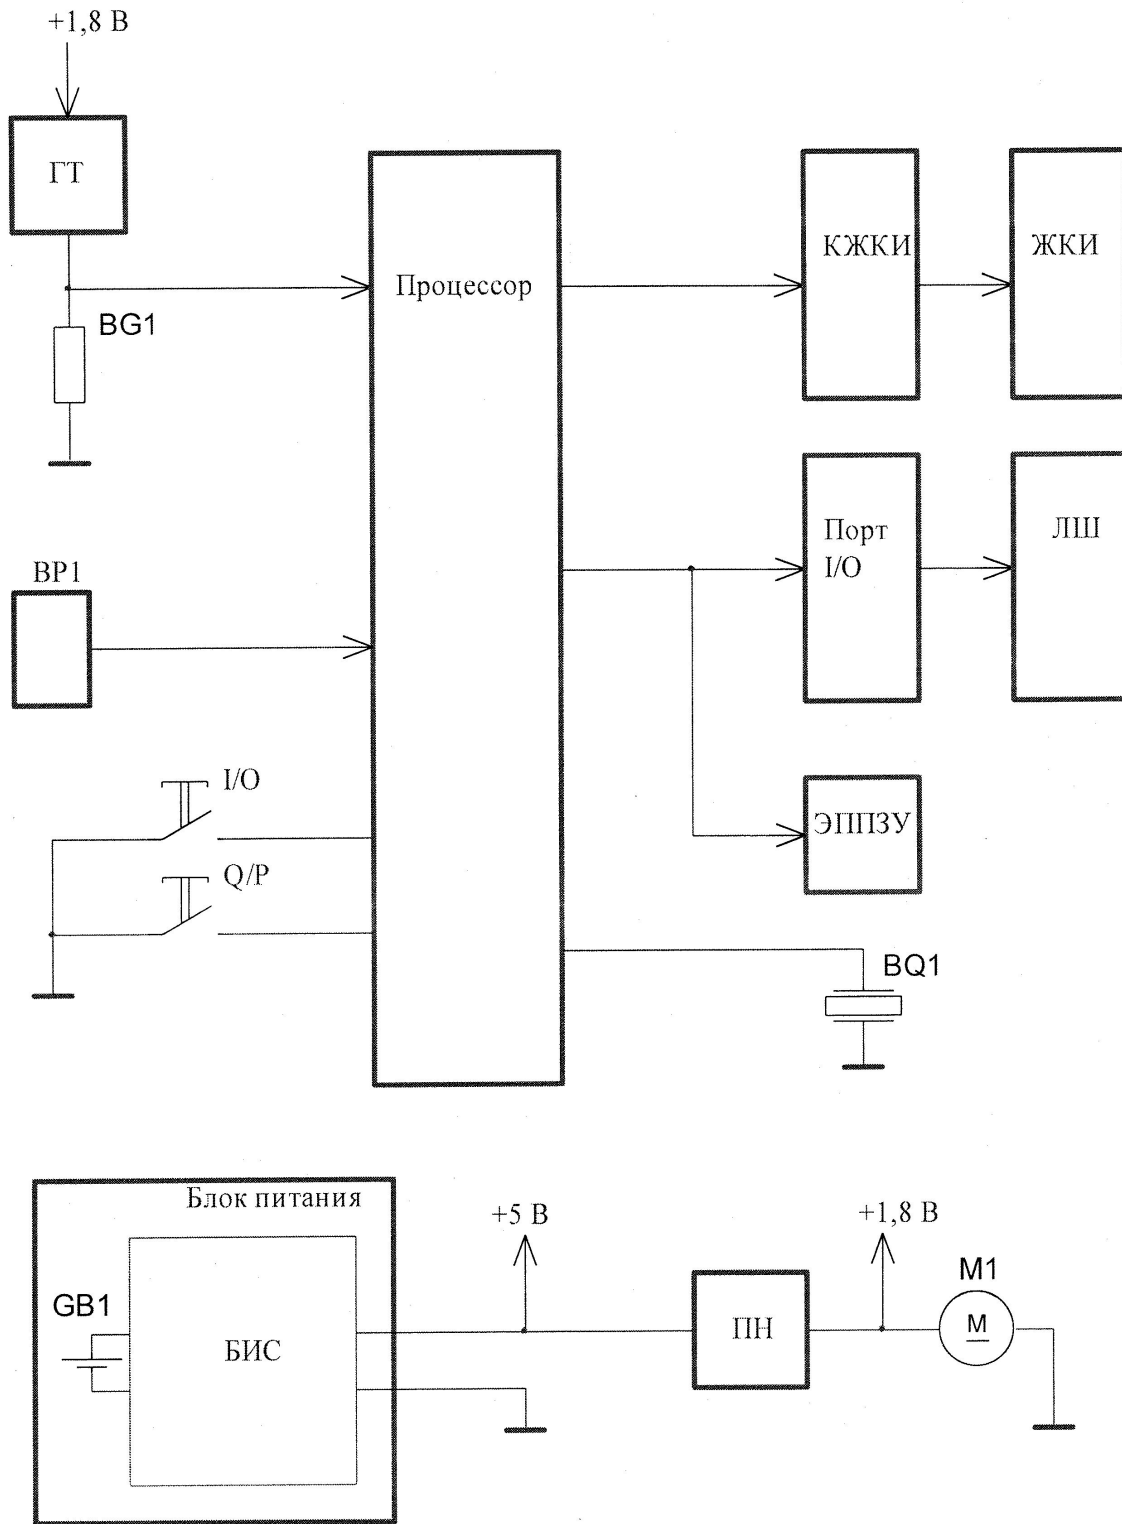 +1,8 В
ГТ
BG1
Процессор
КЖКИ
ЖКИ
Порт
I/O
ЛШ
BP1
I/O
Q/P
ЭППЗУ
BQ1
Блок питания
GB1
БИС
+5 В
ПН
+1,8 В
M1
M